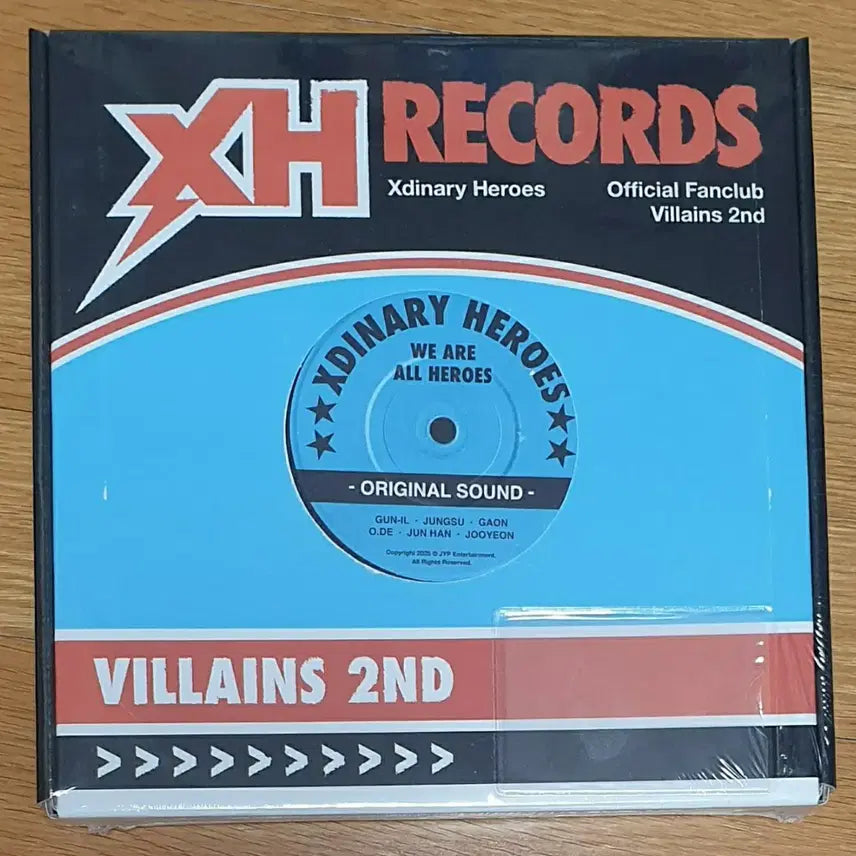 XH RECORDS
Xdinary Heroes
Official Fanclub
Villains 2nd
★★ XDINARY HEROES ★★
WE ARE
ALL HEROES
- ORIGINAL SOUND -
GUN-IL · JUNGSU · GAON
O.DE · JUN HAN · JOOYEON
Copyright 2025 © JYP Entertainment.
All Rights Reserved.
VILLAINS 2ND
>>>>>>>>>>